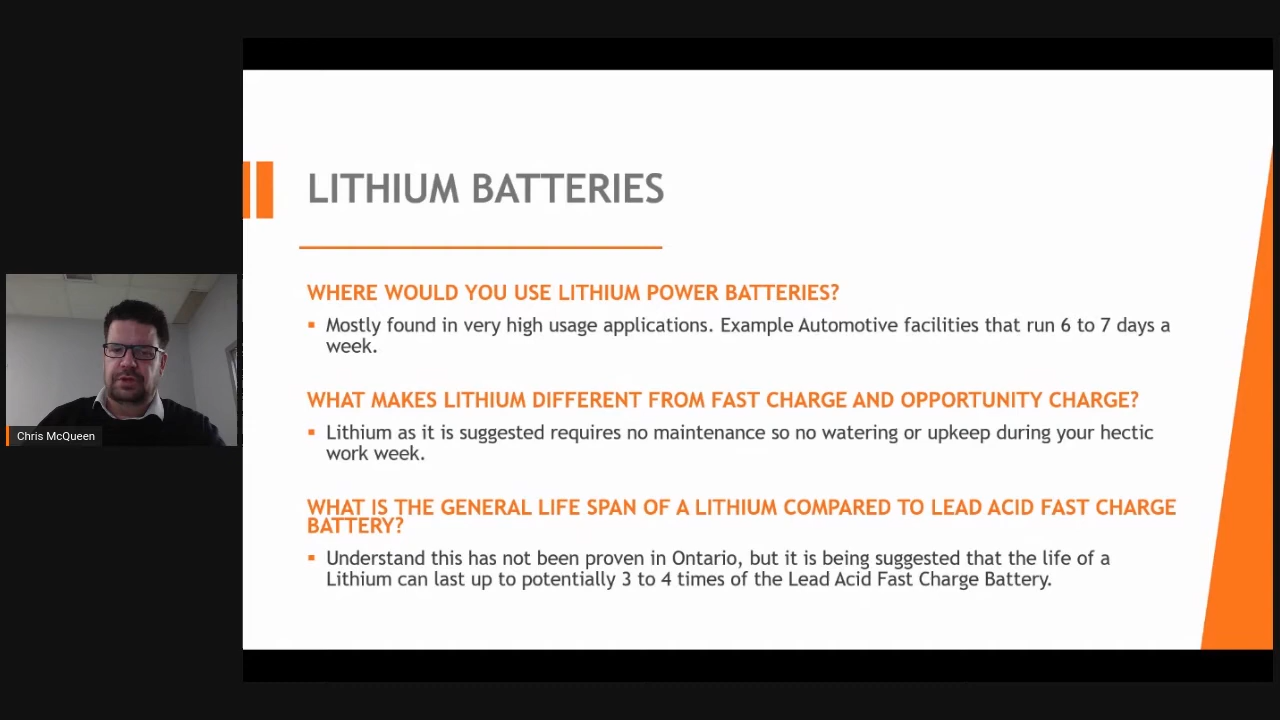 LITHIUM BATTERIES
WHERE WOULD YOU USE LITHIUM POWER BATTERIES?
▪ Mostly found in very high usage applications. Example Automotive facilities that run 6 to 7 days a
week.
WHAT MAKES LITHIUM DIFFERENT FROM FAST CHARGE AND OPPORTUNITY CHARGE?
▪ Lithium as it is suggested requires no maintenance so no watering or upkeep during your hectic
work week.
WHAT IS THE GENERAL LIFE SPAN OF A LITHIUM COMPARED TO LEAD ACID FAST CHARGE
BATTERY?
▪ Understand this has not been proven in Ontario, but it is being suggested that the life of a
Lithium can last up to potentially 3 to 4 times of the Lead Acid Fast Charge Battery.
Chris McQueen